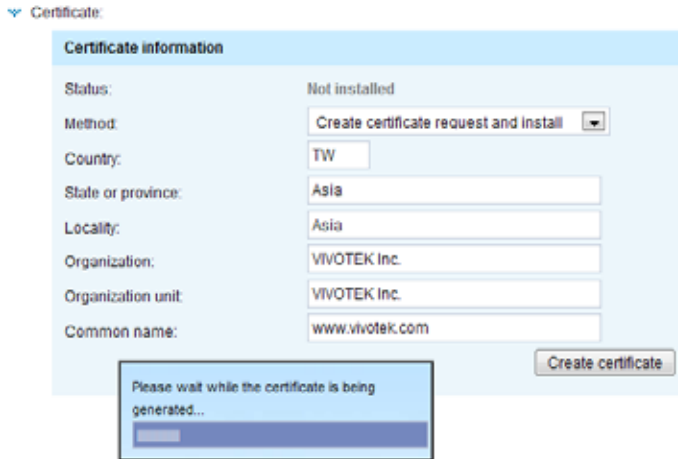 Certificate:
Certificate information
Status: Not installed
Method: Create certificate request and install
Country: TW
State or province: Asia
Locality: Asia
Organization: VIVOTEK Inc.
Organization unit: VIVOTEK Inc.
Common name: www.vivotek.com
Create certificate
Please wait while the certificate is being
generated...